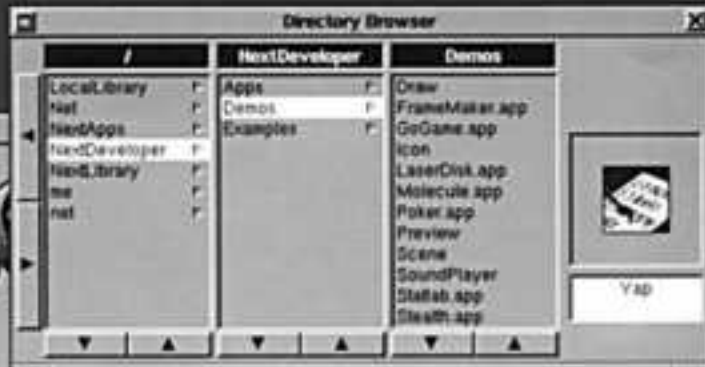 Directory Browser
/
NextDeveloper
Demos
LocalLibrary
Net
NextApps
NextDeveloper
NextLibrary
me
net
Apps
Demos
Examples
Draw
FrameMaker.app
GoGame.app
Icon
LaserDisk.app
Molecule.app
Poker.app
Preview
Scene
SoundPlayer
Statlab.app
Stealth.app
Yap